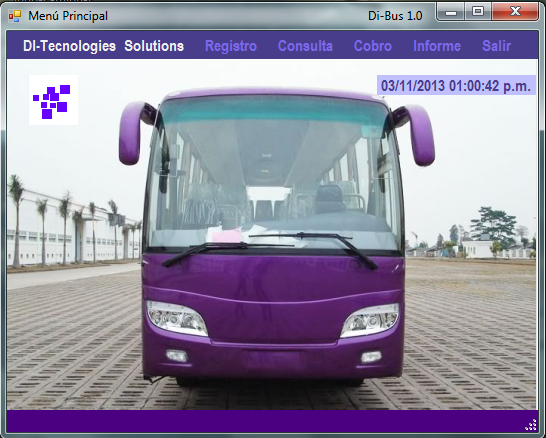 Menú Principal Di-Bus 1.0
DI-Tecnologies Solutions Registro Consulta Cobro Informe Salir
03/11/2013 01:00:42 p.m.